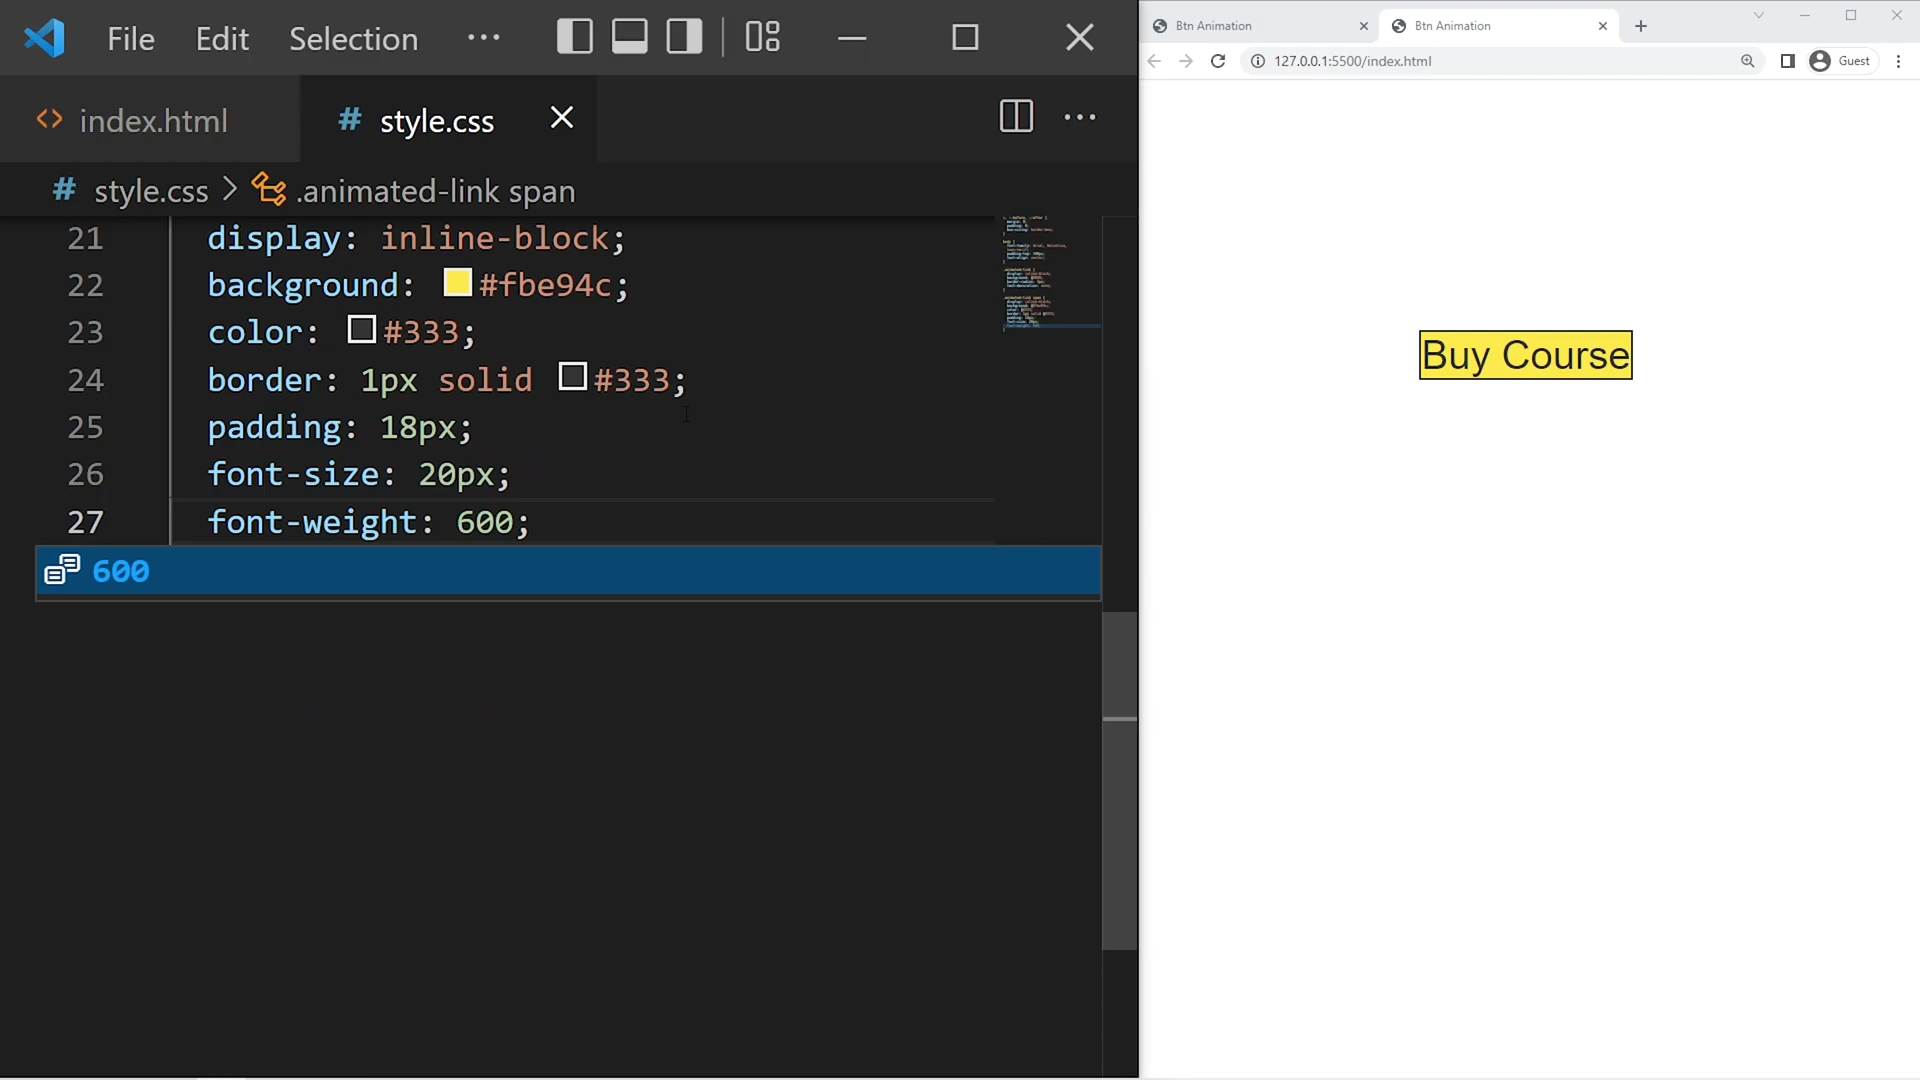 File Edit Selection ···
index.html
# style.css
# style.css > .animated-link span
21 display: inline-block;
22 background: #fbe94c;
23 color: #333;
24 border: 1px solid #333;
25 padding: 18px;
26 font-size: 20px;
27 font-weight: 600;
600
Btn Animation
Btn Animation
127.0.0.1:5500/index.html
Guest
Buy Course